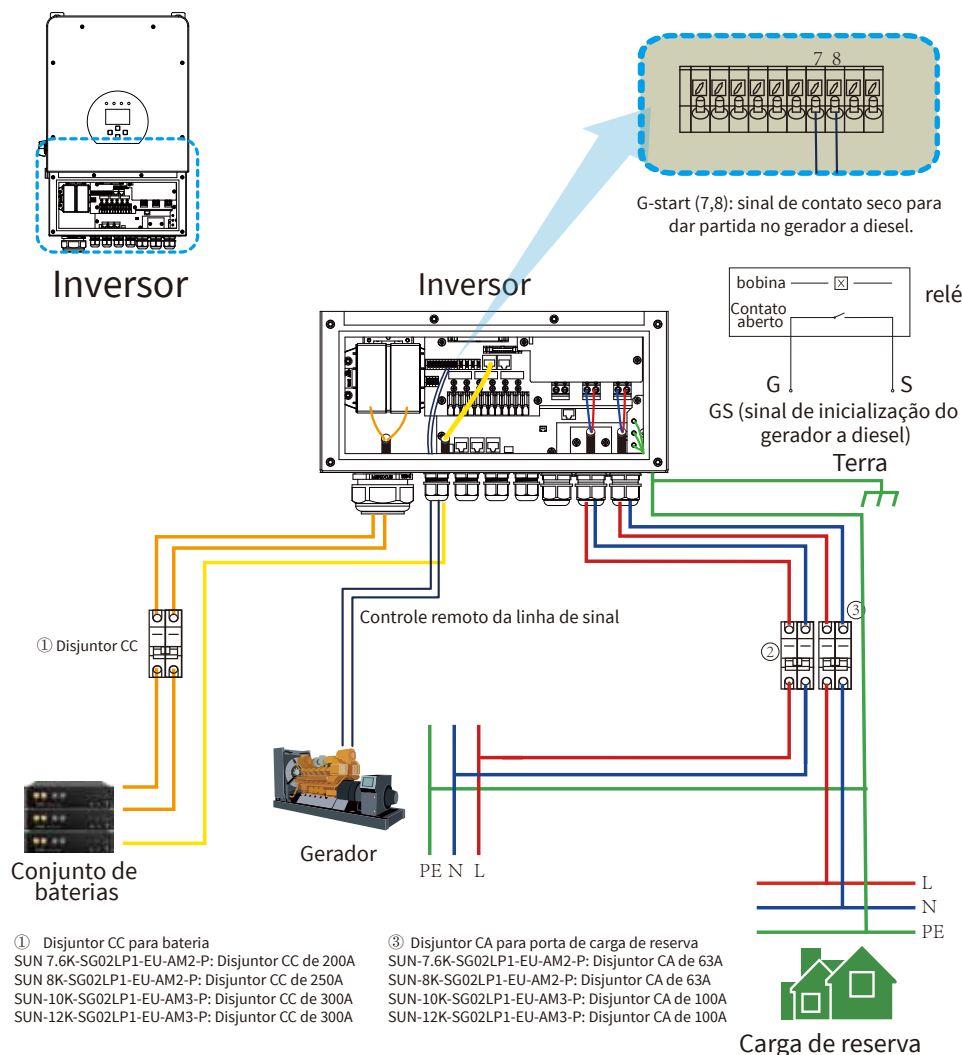 7 8
G-start (7,8): sinal de contato seco para
dar partida no gerador a diesel.
Inversor
Inversor
bobina
relé
Contato
aberto
G
S
GS (sinal de inicialização do
gerador a diesel)
Terra
Controle remoto da linha de sinal
① Disjuntor CC
②
③
Gerador
Conjunto de
baterias
PE N L
L
N
PE
① Disjuntor CC para bateria
SUN 7.6K-SG02LP1-EU-AM2-P: Disjuntor CC de 200A
SUN 8K-SG02LP1-EU-AM2-P: Disjuntor CC de 250A
SUN-10K-SG02LP1-EU-AM3-P: Disjuntor CC de 300A
SUN-12K-SG02LP1-EU-AM3-P: Disjuntor CC de 300A
③ Disjuntor CA para porta de carga de reserva
SUN-7.6K-SG02LP1-EU-AM2-P: Disjuntor CA de 63A
SUN-8K-SG02LP1-EU-AM2-P: Disjuntor CA de 63A
SUN-10K-SG02LP1-EU-AM3-P: Disjuntor CA de 100A
SUN-12K-SG02LP1-EU-AM3-P: Disjuntor CA de 100A
Carga de reserva